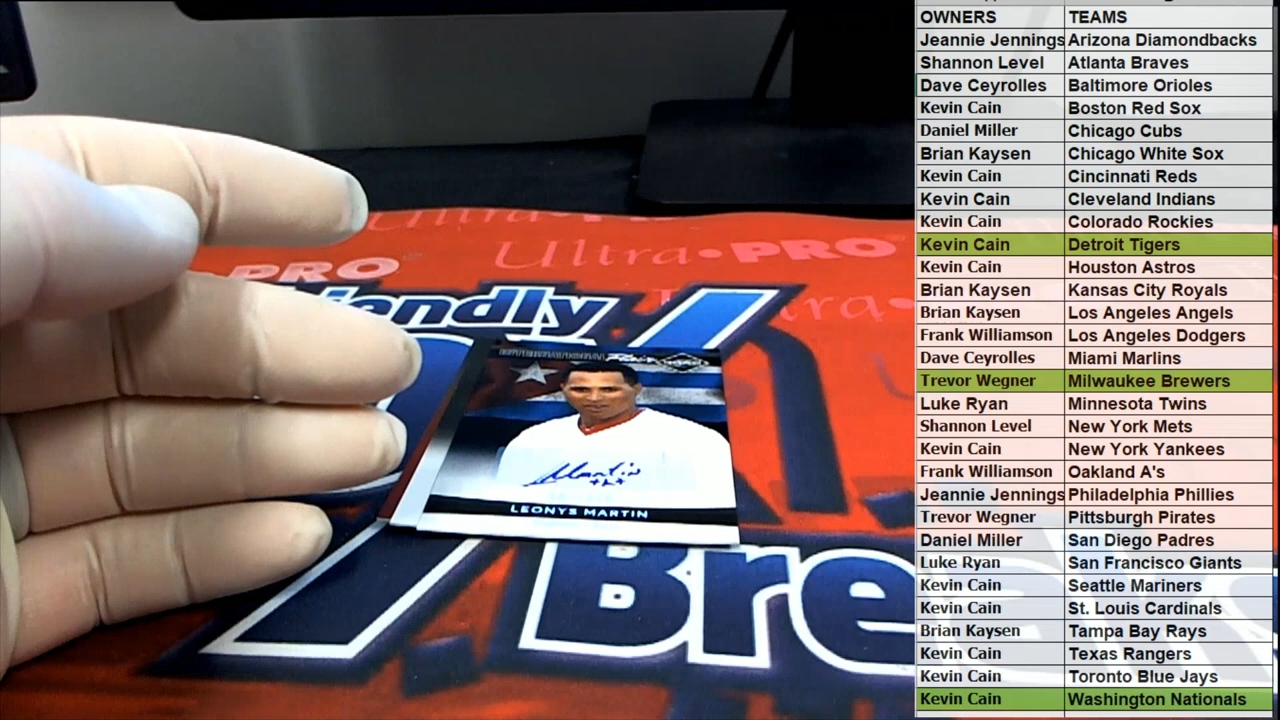 OWNERS TEAMS
Jeannie Jennings Arizona Diamondbacks
Shannon Level Atlanta Braves
Dave Ceyrolles Baltimore Orioles
Kevin Cain Boston Red Sox
Daniel Miller Chicago Cubs
Brian Kaysen Chicago White Sox
Kevin Cain Cincinnati Reds
Kevin Cain Cleveland Indians
Kevin Cain Colorado Rockies
Kevin Cain Detroit Tigers
Kevin Cain Houston Astros
Brian Kaysen Kansas City Royals
Brian Kaysen Los Angeles Angels
Frank Williamson Los Angeles Dodgers
Dave Ceyrolles Miami Marlins
Trevor Wegner Milwaukee Brewers
Luke Ryan Minnesota Twins
Shannon Level New York Mets
Kevin Cain New York Yankees
Frank Williamson Oakland A's
Jeannie Jennings Philadelphia Phillies
Trevor Wegner Pittsburgh Pirates
Daniel Miller San Diego Padres
Luke Ryan San Francisco Giants
Kevin Cain Seattle Mariners
Kevin Cain St. Louis Cardinals
Brian Kaysen Tampa Bay Rays
Kevin Cain Texas Rangers
Kevin Cain Toronto Blue Jays
Kevin Cain Washington Nationals
Ultra PRO
Ultra•PRO
PRO
endly
Martin
LEONYS MARTIN
Bre